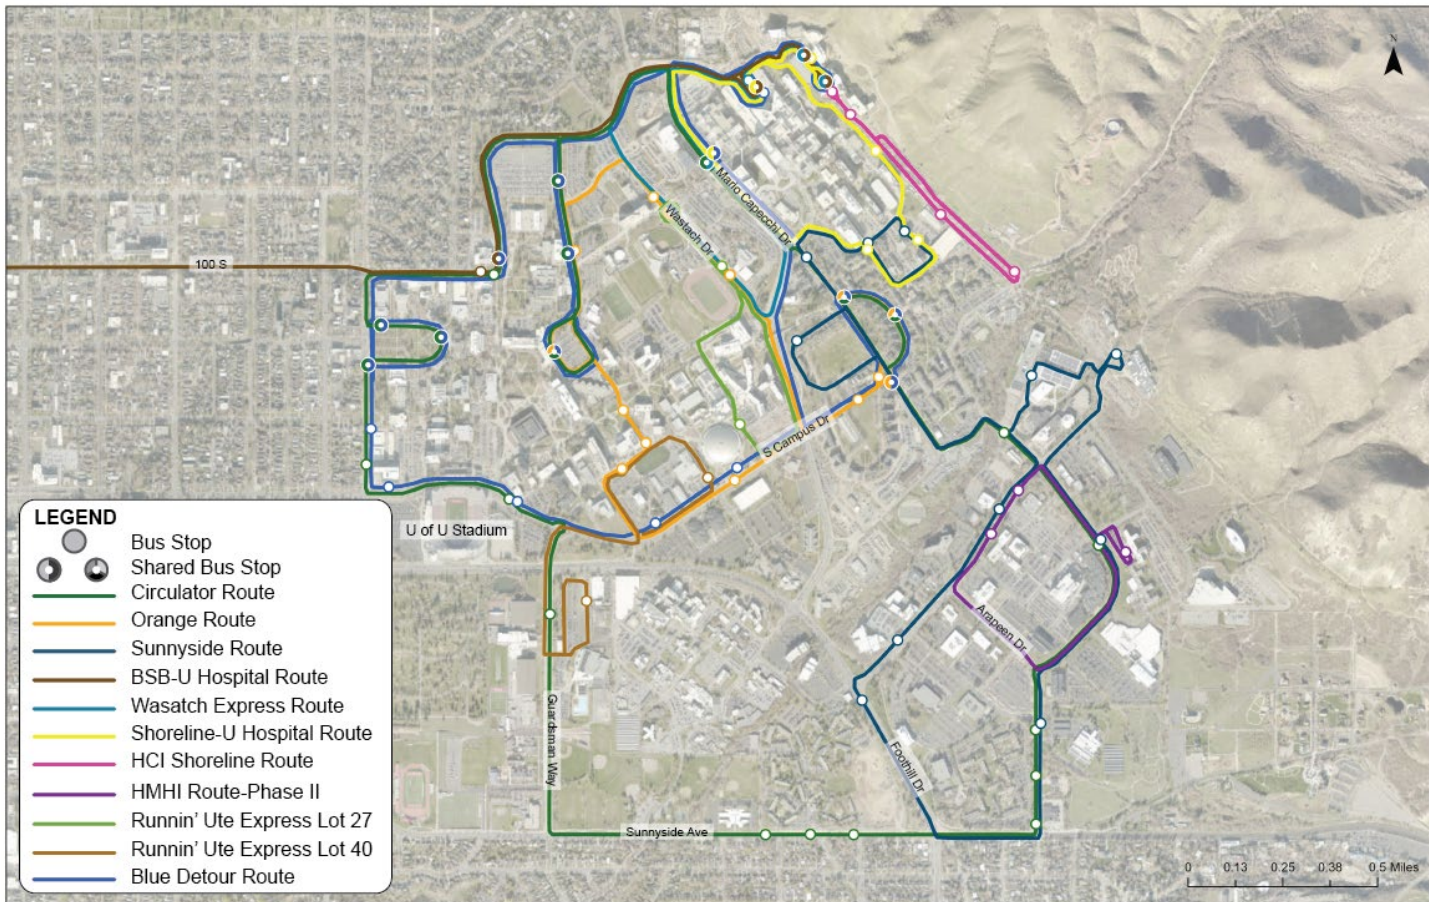 N
Mario Capecchi Dr
Wastach Dr
100 S
S Campus Dr
U of U Stadium
Arapeen Dr
Guardsman Way
Foothill Dr
Sunnyside Ave
LEGEND
Bus Stop
Shared Bus Stop
Circulator Route
Orange Route
Sunnyside Route
BSB-U Hospital Route
Wasatch Express Route
Shoreline-U Hospital Route
HCI Shoreline Route
HMHI Route-Phase II
Runnin' Ute Express Lot 27
Runnin' Ute Express Lot 40
Blue Detour Route
0 0.13 0.25 0.38 0.5 Miles